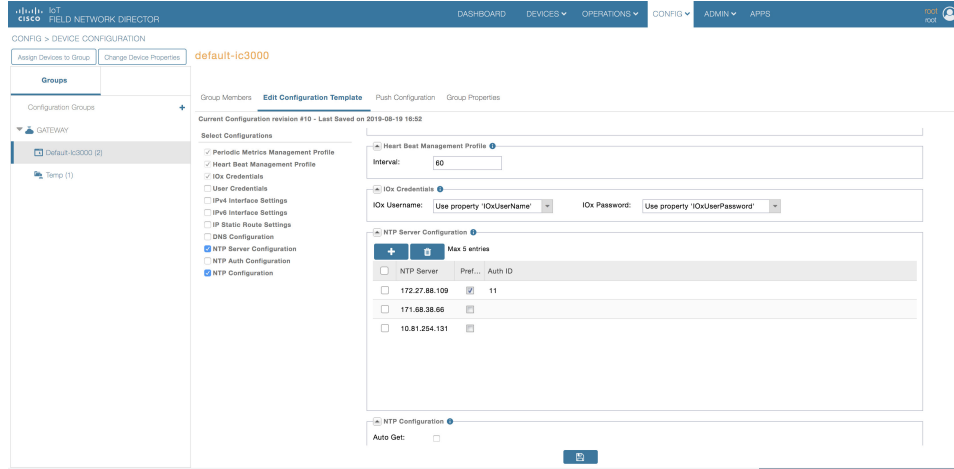 IoT
CISCO FIELD NETWORK DIRECTOR
DASHBOARD DEVICES OPERATIONS CONFIG ADMIN APPS
root
root
CONFIG > DEVICE CONFIGURATION
Assign Devices to Group Change Device Properties
default-ic3000
Groups
Configuration Groups +
GATEWAY
Default-Ic3000 (2)
Temp (1)
Group Members Edit Configuration Template Push Configuration Group Properties
Current Configuration revision #10 - Last Saved on 2019-08-19 16:52
Select Configurations
Periodic Metrics Management Profile
Heart Beat Management Profile
IOx Credentials
User Credentials
IPv4 Interface Settings
IPv6 Interface Settings
IP Static Route Settings
DNS Configuration
NTP Server Configuration
NTP Auth Configuration
NTP Configuration
Heart Beat Management Profile
Interval: 60
IOx Credentials
IOx Username: Use property 'IOxUserName' IOx Password: Use property 'IOxUserPassword'
NTP Server Configuration
+ Max 5 entries
NTP Server Pref... Auth ID
172.27.88.109 11
171.68.38.66
10.81.254.131
NTP Configuration
Auto Get: